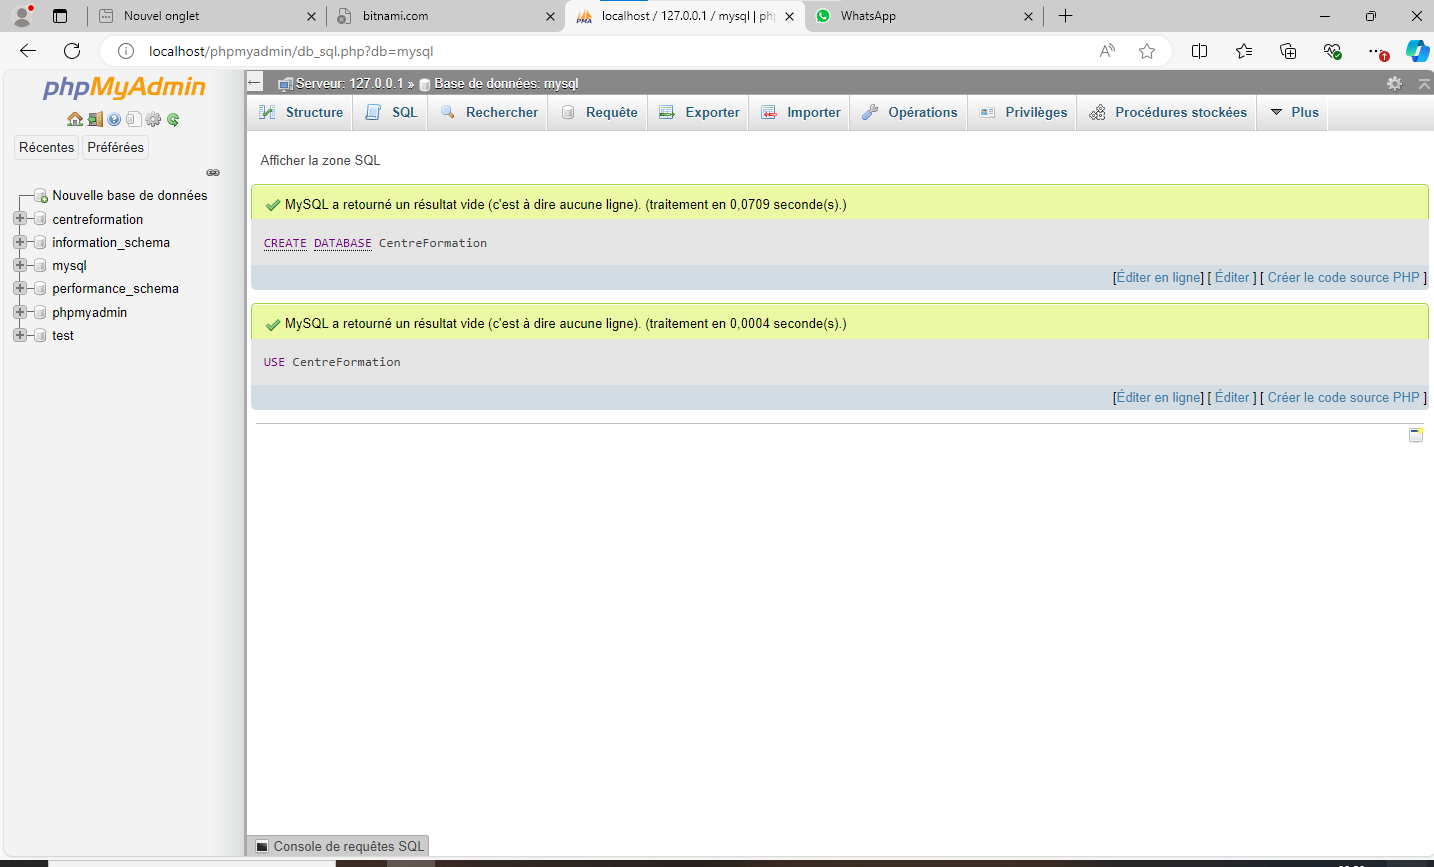 Nouvel onglet
bitnami.com
localhost / 127.0.0.1 / mysql | ph
WhatsApp
localhost/phpmyadmin/db_sql.php?db=mysql
phpMyAdmin
Récentes
Préférées
Nouvelle base de données
centreformation
information_schema
mysql
performance_schema
phpmyadmin
test
Serveur: 127.0.0.1 » Base de données: mysql
Structure
SQL
Rechercher
Requête
Exporter
Importer
Opérations
Privilèges
Procédures stockées
Plus
Afficher la zone SQL
MySQL a retourné un résultat vide (c'est à dire aucune ligne). (traitement en 0,0709 seconde(s).)
CREATE DATABASE CentreFormation
[Éditer en ligne] [ Éditer ] [ Créer le code source PHP ]
MySQL a retourné un résultat vide (c'est à dire aucune ligne). (traitement en 0,0004 seconde(s).)
USE CentreFormation
[Éditer en ligne] [ Éditer ] [ Créer le code source PHP ]
Console de requêtes SQL